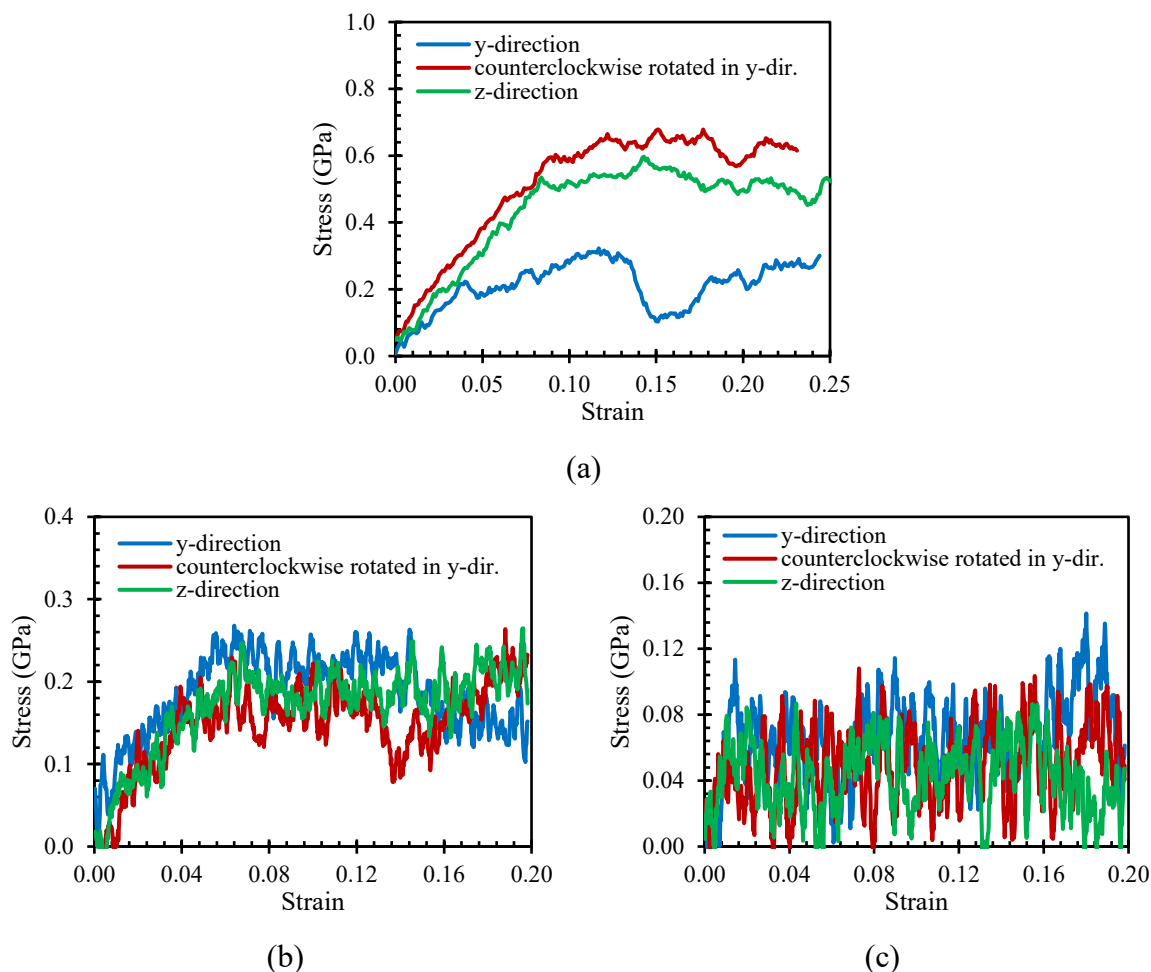 1.0
0.8
0.6
0.4
0.2
0.0
Stress (GPa)
y-direction
counterclockwise rotated in y-dir.
z-direction
0.00 0.05 0.10 0.15 0.20 0.25
Strain
(a)
0.4
0.3
0.2
0.1
0.0
Stress (GPa)
y-direction
counterclockwise rotated in y-dir.
z-direction
0.00 0.04 0.08 0.12 0.16 0.20
Strain
(b)
0.20
0.16
0.12
0.08
0.04
0.00
Stress (GPa)
y-direction
counterclockwise rotated in y-dir.
z-direction
0.00 0.04 0.08 0.12 0.16 0.20
Strain
(c)